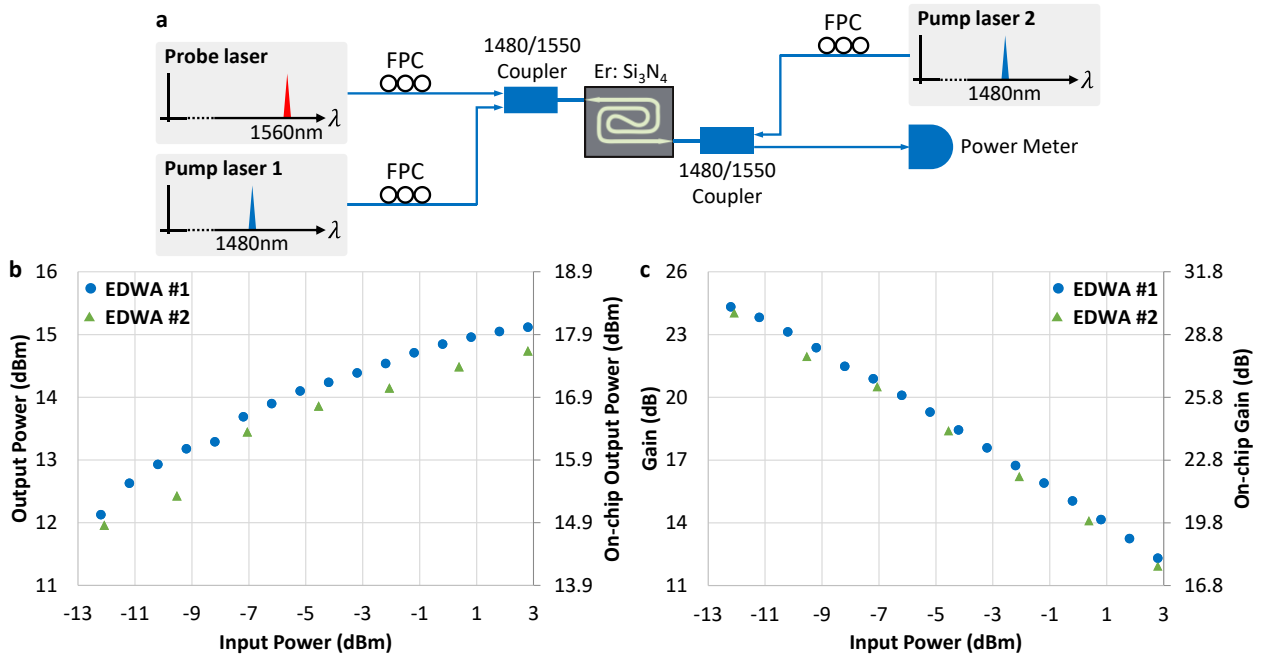 a
Probe laser
λ
1560nm
Pump laser 1
λ
1480nm
FPC
FPC
1480/1550
Coupler
Er: Si₃N₄
1480/1550
Coupler
FPC
Pump laser 2
λ
1480nm
Power Meter
b
EDWA #1
EDWA #2
Output Power (dBm)
16
15
14
13
12
11
18.9
17.9
16.9
15.9
14.9
13.9
On-chip Output Power (dBm)
-13 -11 -9 -7 -5 -3 -1 1 3
Input Power (dBm)
c
EDWA #1
EDWA #2
Gain (dB)
26
23
20
17
14
11
31.8
28.8
25.8
22.8
19.8
16.8
On-chip Gain (dB)
-13 -11 -9 -7 -5 -3 -1 1 3
Input Power (dBm)